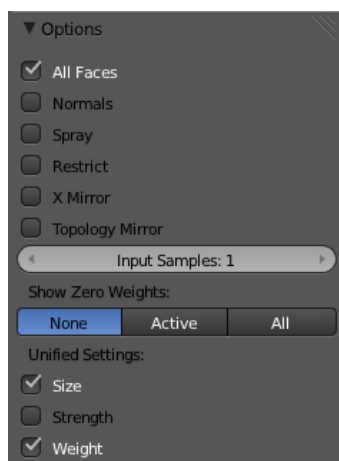 Options
All Faces
Normals
Spray
Restrict
X Mirror
Topology Mirror
Input Samples: 1
Show Zero Weights:
None Active All
Unified Settings:
Size
Strength
Weight